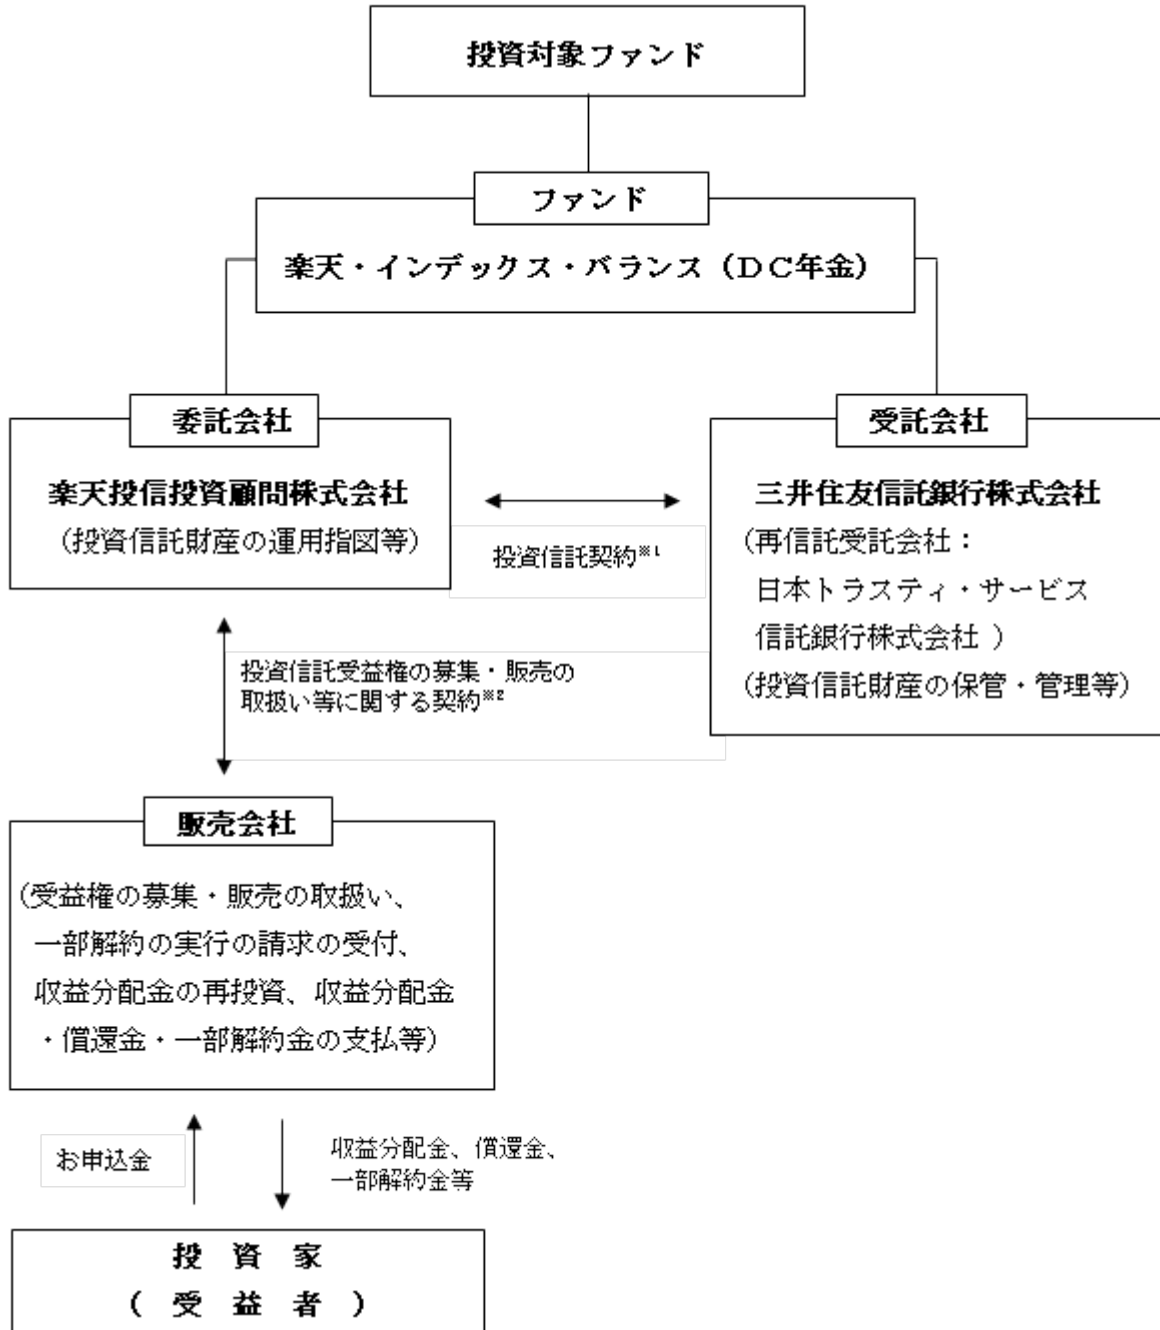 投資対象ファンド
ファンド
楽天・インデックス・バランス（ＤＣ年金）
委託会社
楽天投信投資顧問株式会社
（投資信託財産の運用指図等）
投資信託契約※1
受託会社
三井住友信託銀行株式会社
（再信託受託会社：
日本トラスティ・サービス
信託銀行株式会社 ）
（投資信託財産の保管・管理等）
投資信託受益権の募集・販売の
取扱い等に関する契約※2
販売会社
（受益権の募集・販売の取扱い、
一部解約の実行の請求の受付、
収益分配金の再投資、収益分配金
・償還金・一部解約金の支払等）
お申込金
収益分配金、償還金、
一部解約金等
投 資 家
（ 受 益 者 ）